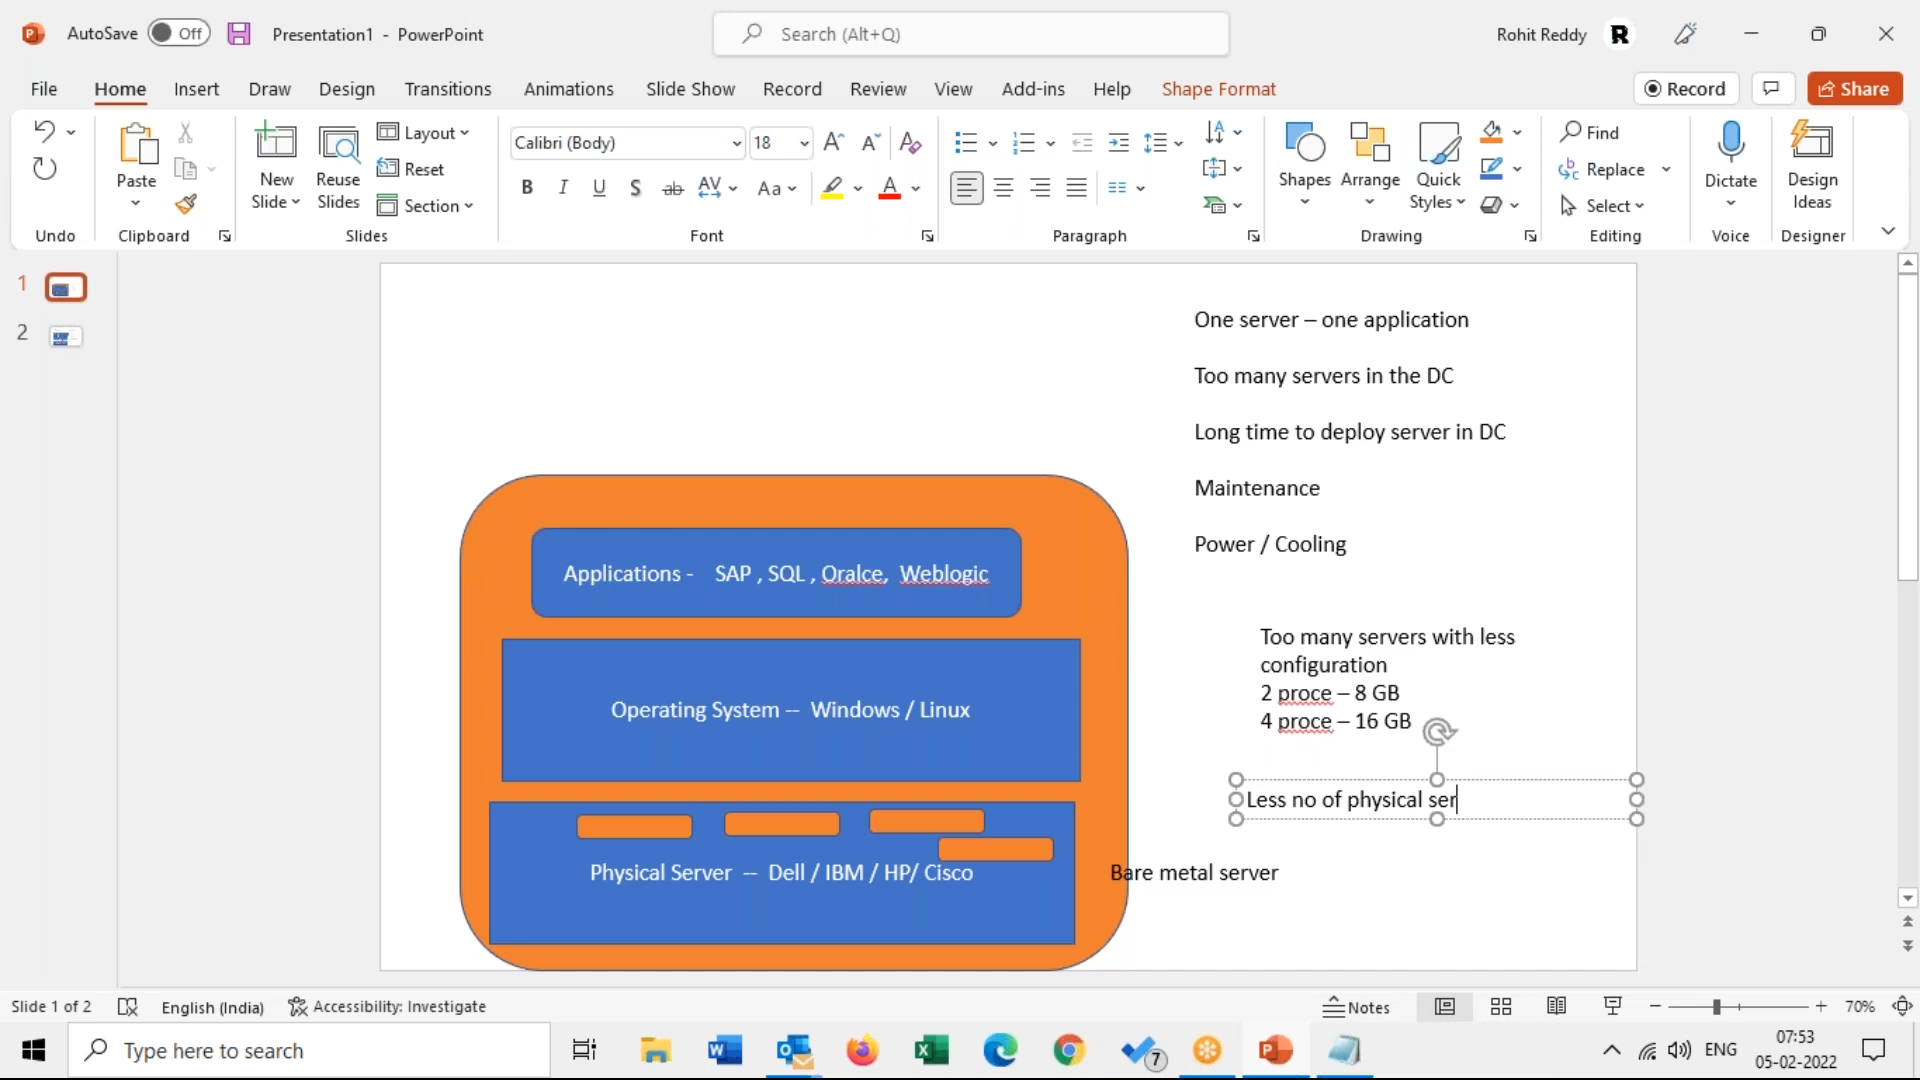 AutoSave Off Presentation1 - PowerPoint Search (Alt+Q) Rohit Reddy
File Home Insert Draw Design Transitions Animations Slide Show Record Review View Add-ins Help Shape Format Record Share
Paste
New Slide
Reuse Slides
Layout
Reset
Section
Calibri (Body) 18
B I U S ab AV Aa A
Shapes
Arrange
Quick Styles
Find
Replace
Select
Dictate
Design Ideas
Undo Clipboard Slides Font Paragraph Drawing Editing Voice Designer
1
2
One server – one application
Too many servers in the DC
Long time to deploy server in DC
Maintenance
Power / Cooling
Applications - SAP , SQL , Oralce, Weblogic
Operating System -- Windows / Linux
Physical Server -- Dell / IBM / HP/ Cisco
Too many servers with less
configuration
2 proce – 8 GB
4 proce – 16 GB
Less no of physical ser
Bare metal server
Slide 1 of 2 English (India) Accessibility: Investigate Notes 70%
Type here to search 7 ENG 07:53
05-02-2022